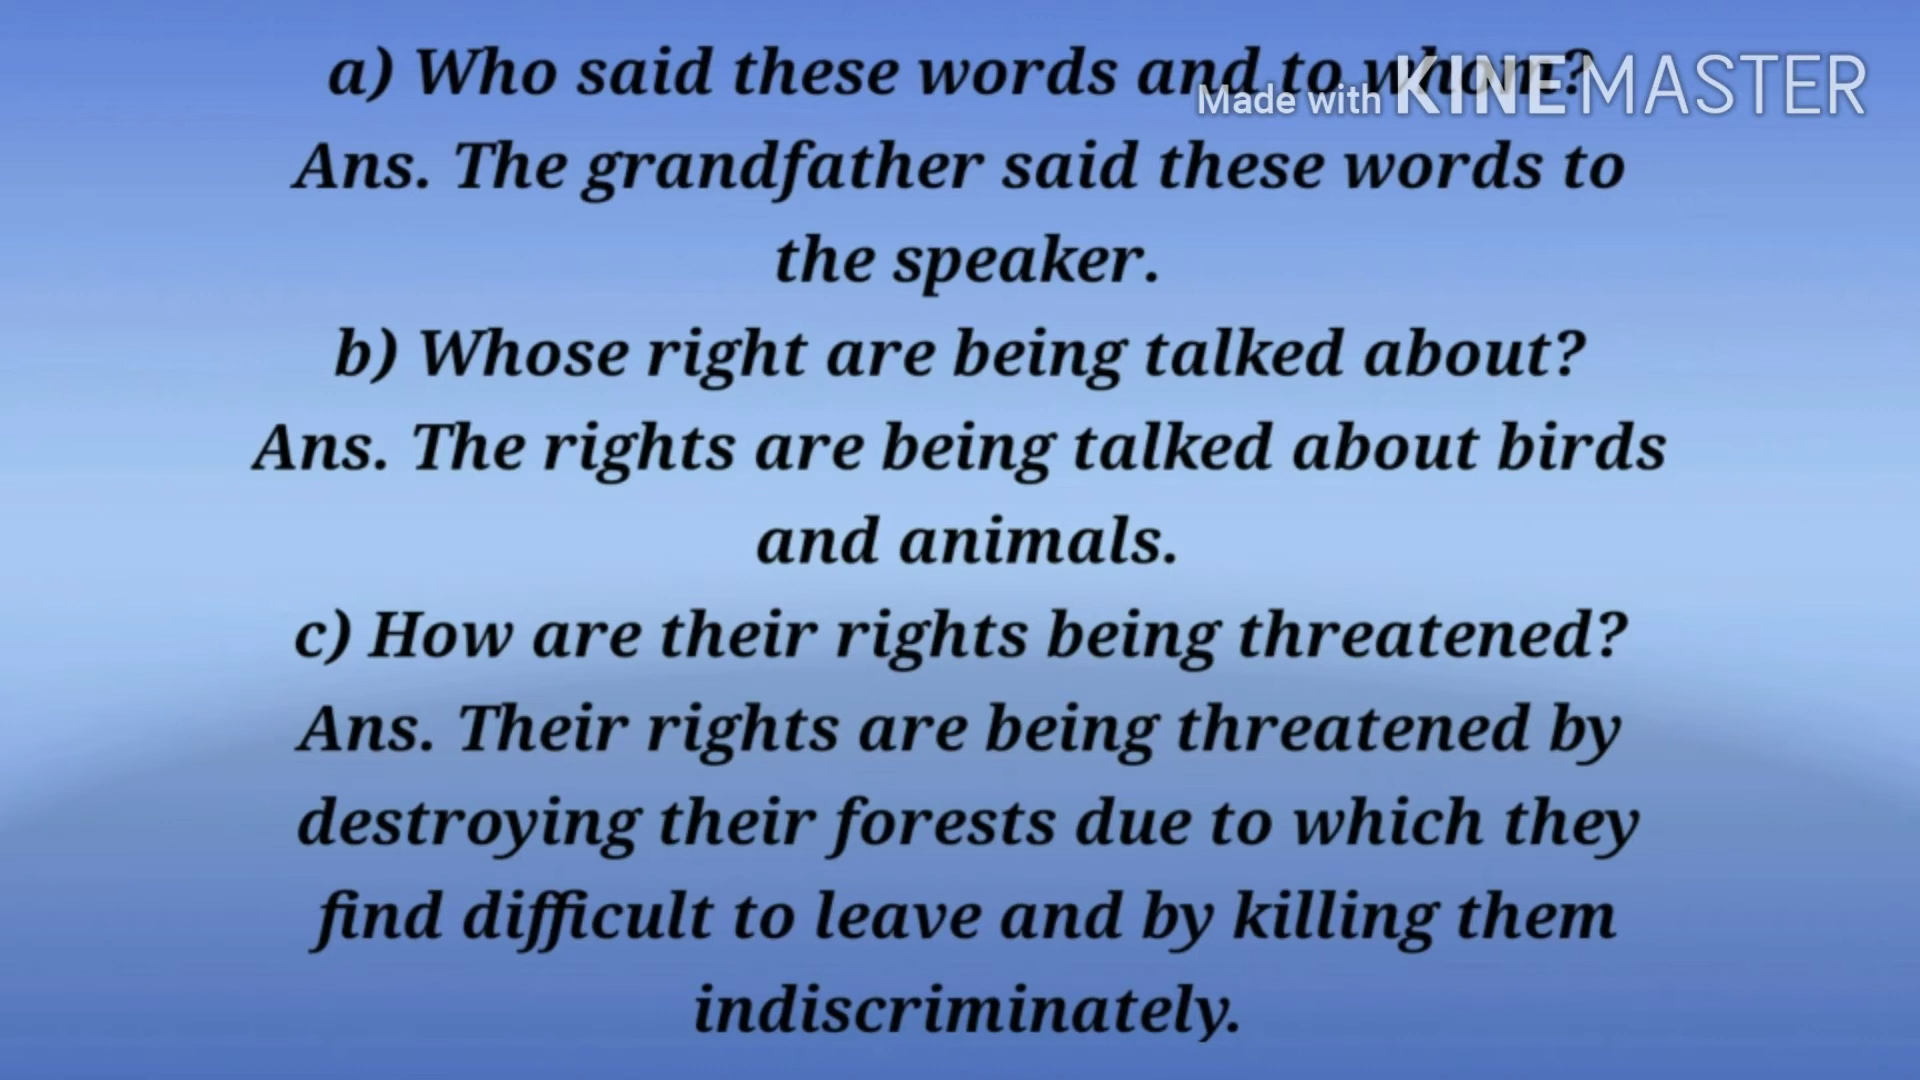 a) Who said these words and to whom?
Made with KINEMASTER
Ans. The grandfather said these words to
the speaker.
b) Whose right are being talked about?
Ans. The rights are being talked about birds
and animals.
c) How are their rights being threatened?
Ans. Their rights are being threatened by
destroying their forests due to which they
find difficult to leave and by killing them
indiscriminately.